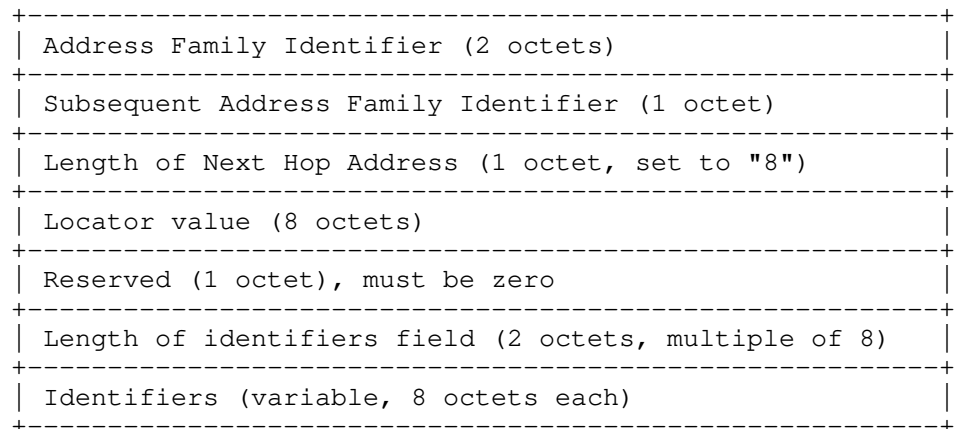 Address Family Identifier (2 octets)
Subsequent Address Family Identifier (1 octet)
Length of Next Hop Address (1 octet, set to "8")
Locator value (8 octets)
Reserved (1 octet), must be zero
Length of identifiers field (2 octets, multiple of 8)
Identifiers (variable, 8 octets each)